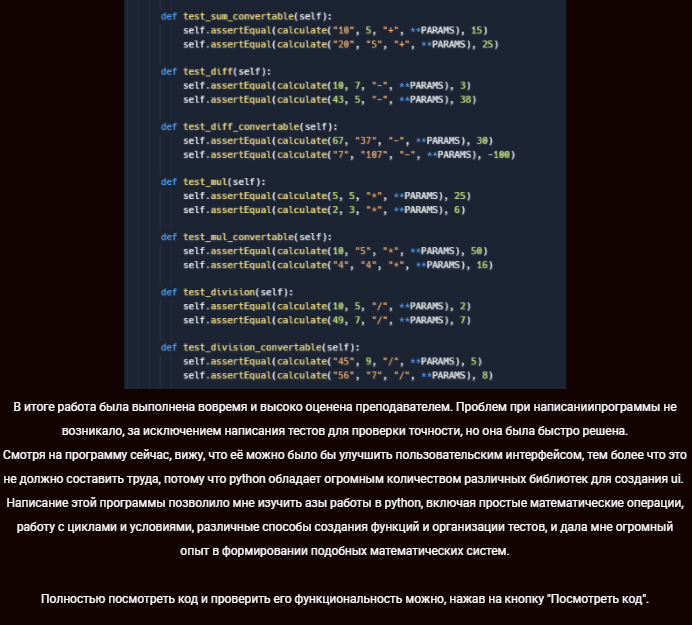 def test_sum_convertable(self):
self.assertEqual(calculate("10", 5, "+", **PARAMS), 15)
self.assertEqual(calculate("20", "5", "+", **PARAMS), 25)
def test_diff(self):
self.assertEqual(calculate(10, 7, "-", **PARAMS), 3)
self.assertEqual(calculate(43, 5, "-", **PARAMS), 38)
def test_diff_convertable(self):
self.assertEqual(calculate(67, "37", "-", **PARAMS), 30)
self.assertEqual(calculate("7", "107", "-", **PARAMS), -100)
def test_mul(self):
self.assertEqual(calculate(5, 5, "*", **PARAMS), 25)
self.assertEqual(calculate(2, 3, "*", **PARAMS), 6)
def test_mul_convertable(self):
self.assertEqual(calculate(10, "5", "*", **PARAMS), 50)
self.assertEqual(calculate("4", "4", "*", **PARAMS), 16)
def test_division(self):
self.assertEqual(calculate(10, 5, "/", **PARAMS), 2)
self.assertEqual(calculate(49, 7, "/", **PARAMS), 7)
def test_division_convertable(self):
self.assertEqual(calculate("45", 9, "/", **PARAMS), 5)
self.assertEqual(calculate("56", "7", "/", **PARAMS), 8)
В итоге работа была выполнена вовремя и высоко оценена преподавателем. Проблем при написаниипрограммы не
возникало, за исключением написания тестов для проверки точности, но она была быстро решена.
Смотря на программу сейчас, вижу, что её можно было бы улучшить пользовательским интерфейсом, тем более что это
не должно составить труда, потому что python обладает огромным количеством различных библиотек для создания ui.
Написание этой программы позволило мне изучить азы работы в python, включая простые математические операции,
работу с циклами и условиями, различные способы создания функций и организации тестов, и дала мне огромный
опыт в формировании подобных математических систем.
Полностью посмотреть код и проверить его функциональность можно, нажав на кнопку "Посмотреть код".